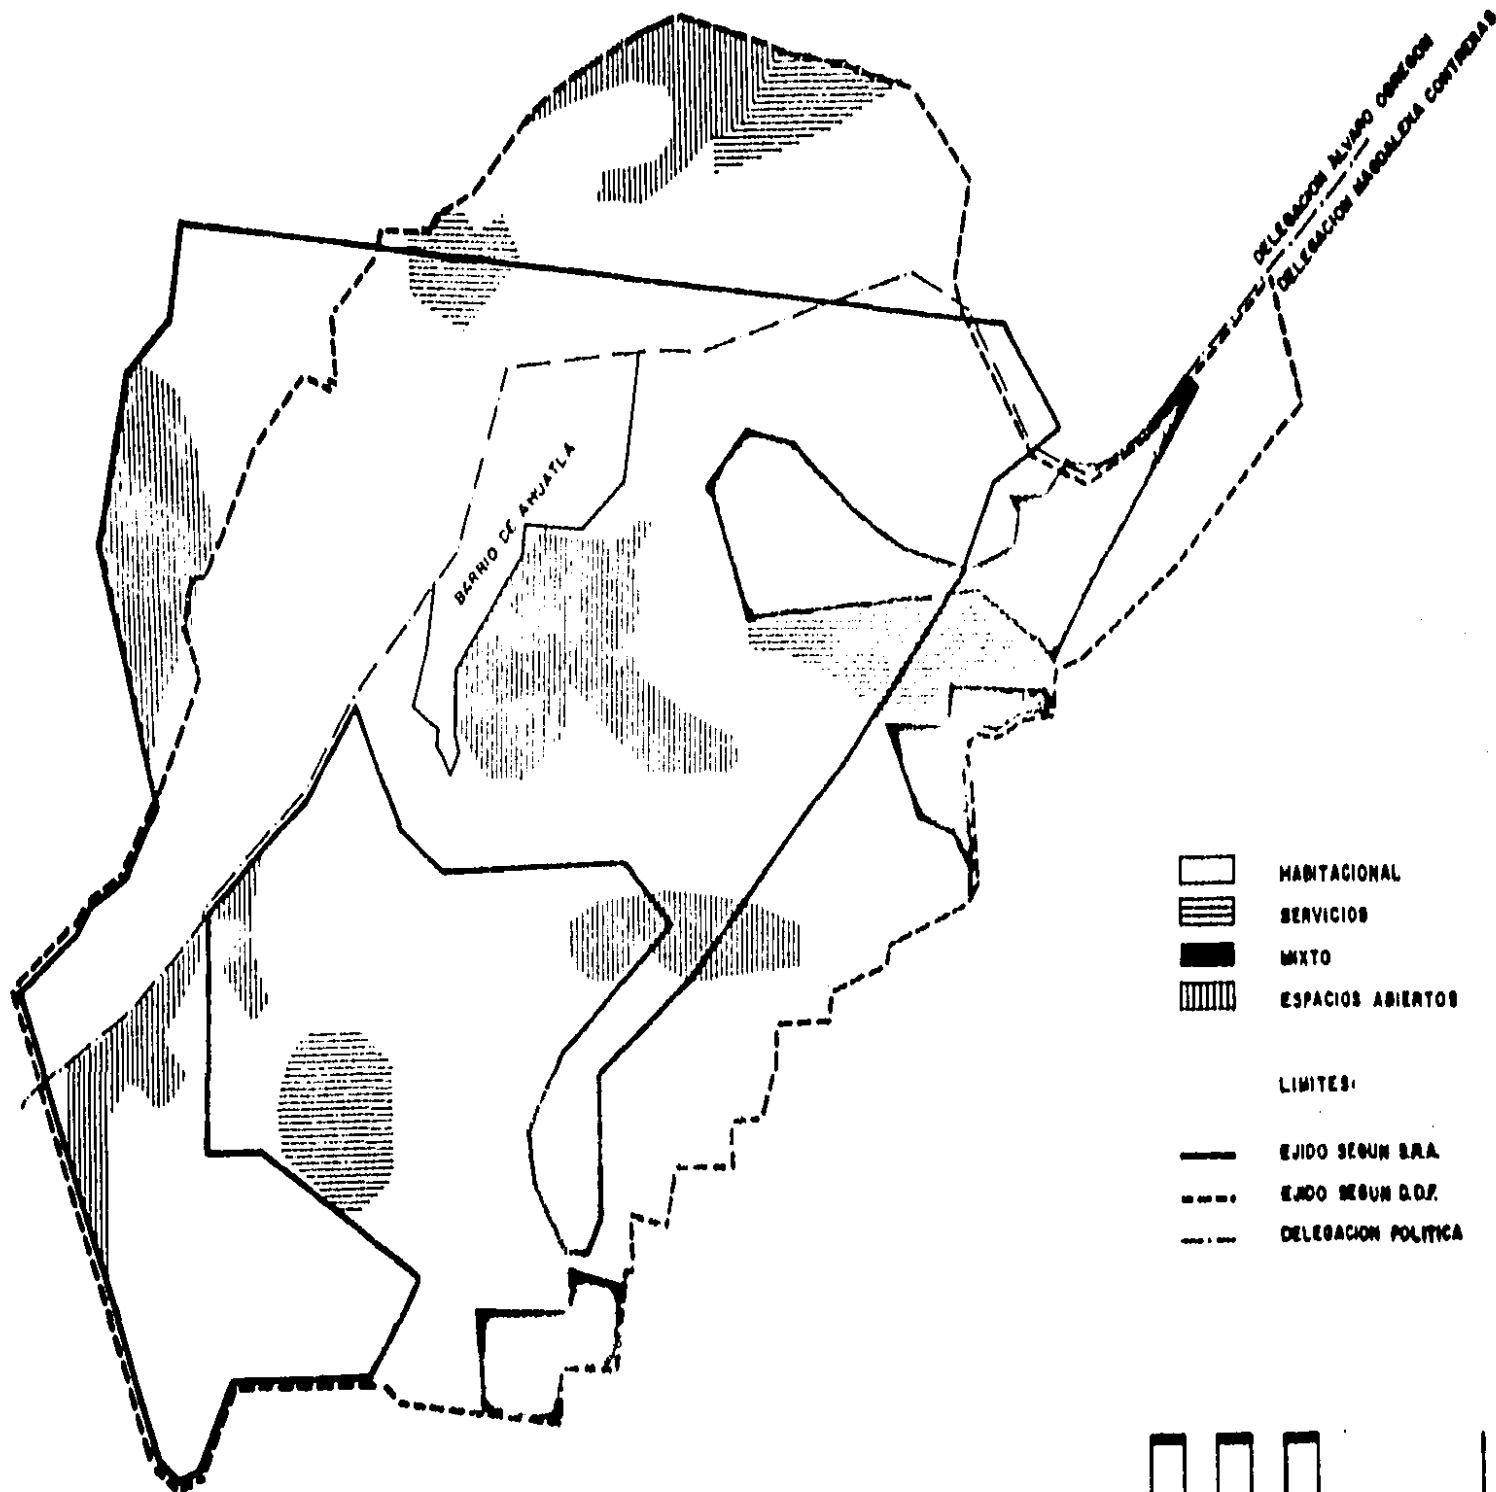 DELEGACION ALVARO OBREGON
DELEGACION MAGDALENA CONTRERAS
BARRIO DE AHUATLA
HABITACIONAL
SERVICIOS
MIXTO
ESPACIOS ABIERTOS
LIMITES:
EJIDO SEGUN S.R.A.
EJIDO SEGUN D.D.F.
DELEGACION POLITICA